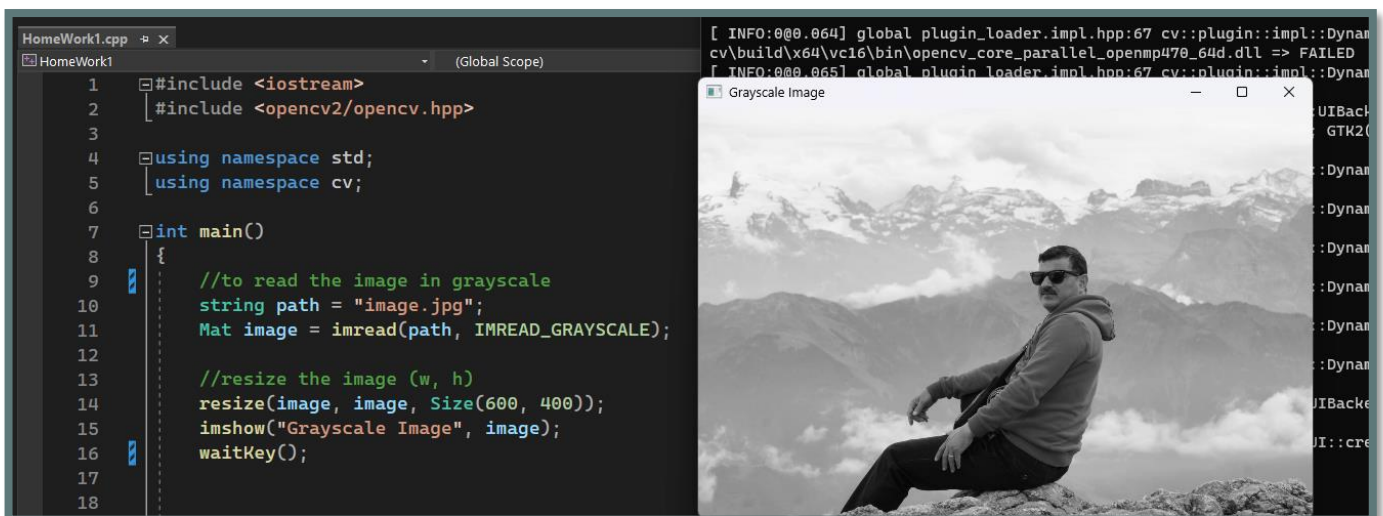 HomeWork1.cpp
HomeWork1
(Global Scope)
1 #include <iostream>
2 #include <opencv2/opencv.hpp>
3
4 using namespace std;
5 using namespace cv;
6
7 int main()
8 {
9 //to read the image in grayscale
10 string path = "image.jpg";
11 Mat image = imread(path, IMREAD_GRAYSCALE);
12
13 //resize the image (w, h)
14 resize(image, image, Size(600, 400));
15 imshow("Grayscale Image", image);
16 waitKey();
17
18
[ INFO:0@0.064] global plugin_loader.impl.hpp:67 cv::plugin::impl::Dynam
cv\build\x64\vc16\bin\opencv_core_parallel_openmp470_64d.dll => FAILED
[ INFO:0@0.065] global plugin_loader.impl.hpp:67 cv::plugin::impl::Dynam
Grayscale Image
:UIBack
GTK2(
::Dynam
::Dynam
::Dynam
::Dynam
::Dynam
::Dynam
UIBacke
UI::cre